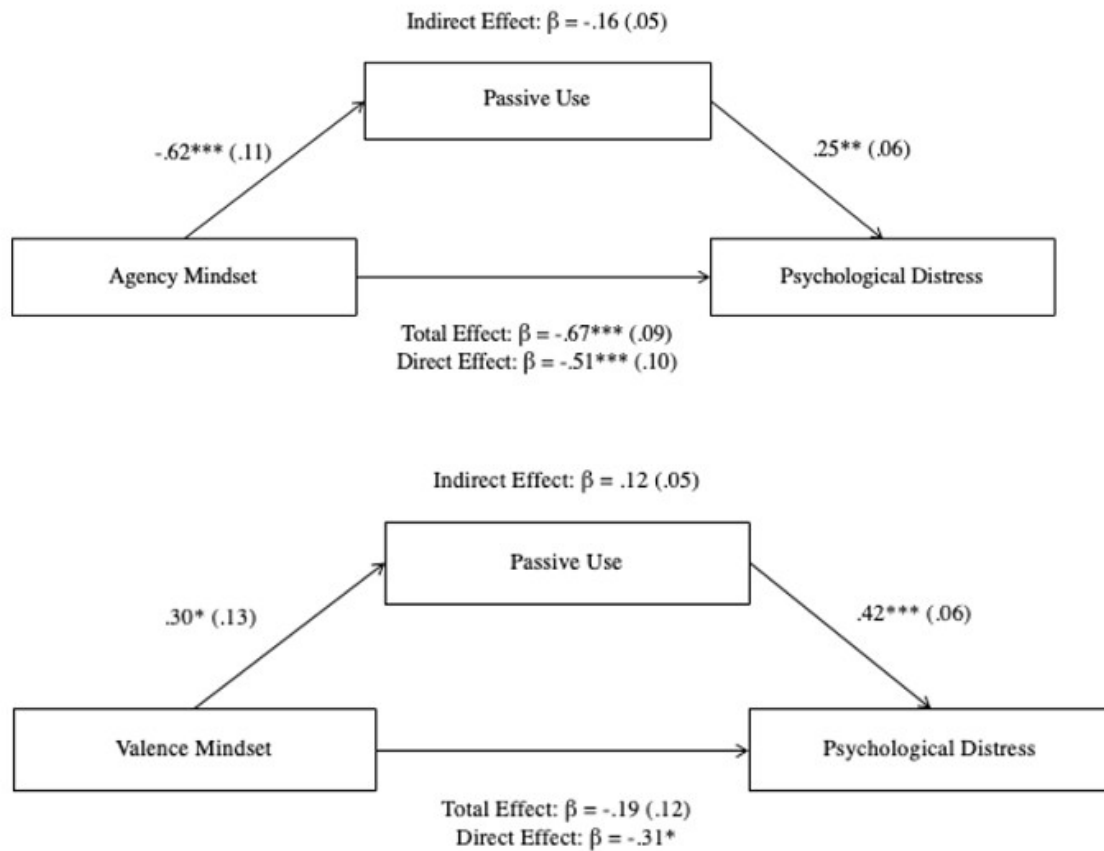 Indirect Effect: β = -.16 (.05)
Passive Use
-.62*** (.11)
.25** (.06)
Agency Mindset
Psychological Distress
Total Effect: β = -.67*** (.09)
Direct Effect: β = -.51*** (.10)
Indirect Effect: β = .12 (.05)
Passive Use
.30* (.13)
.42*** (.06)
Valence Mindset
Psychological Distress
Total Effect: β = -.19 (.12)
Direct Effect: β = -.31*